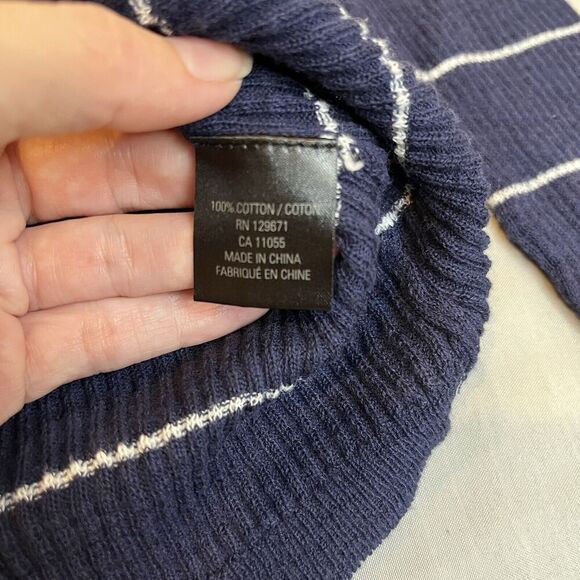 100% COTTON / COTON
RN 129671
CA 11055
MADE IN CHINA
FABRIQUÉ EN CHINE